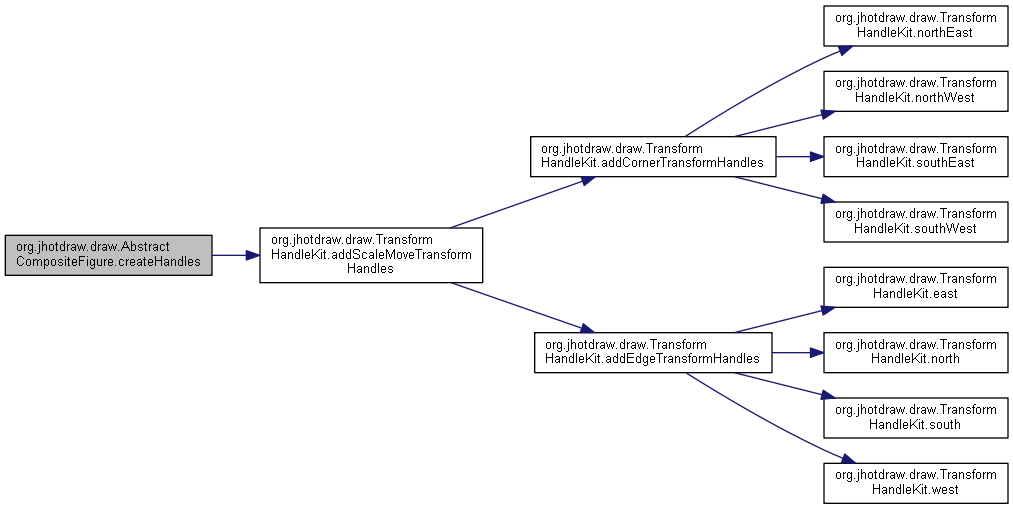 org.jhotdraw.draw.Abstract
CompositeFigure.createHandles
org.jhotdraw.draw.Transform
HandleKit.addScaleMoveTransform
Handles
org.jhotdraw.draw.Transform
HandleKit.addCornerTransformHandles
org.jhotdraw.draw.Transform
HandleKit.northEast
org.jhotdraw.draw.Transform
HandleKit.northWest
org.jhotdraw.draw.Transform
HandleKit.southEast
org.jhotdraw.draw.Transform
HandleKit.southWest
org.jhotdraw.draw.Transform
HandleKit.addEdgeTransformHandles
org.jhotdraw.draw.Transform
HandleKit.east
org.jhotdraw.draw.Transform
HandleKit.north
org.jhotdraw.draw.Transform
HandleKit.south
org.jhotdraw.draw.Transform
HandleKit.west